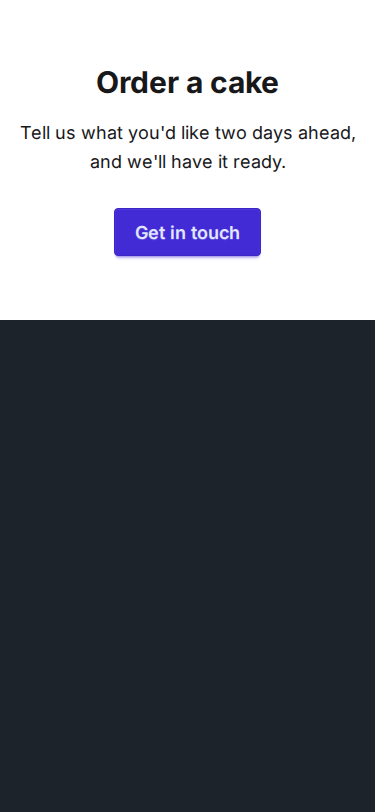 Order a cake
Tell us what you'd like two days ahead,
and we'll have it ready.
Get in touch